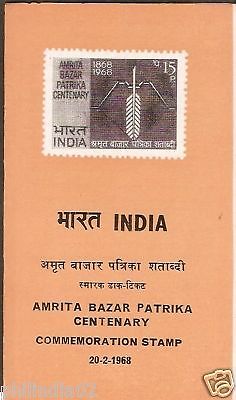 AMRITA
BAZAR
PATRIKA
CENTENARY
1868
1968
प. 15
P.
भारत
INDIA
अमृत बाजार पत्रिका शताब्दी
भारत INDIA
अमृत बाजार पत्रिका शताब्दी
स्मारक डाक-टिकट
AMRITA BAZAR PATRIKA
CENTENARY
COMMEMORATION STAMP
20-2-1968
philindia02